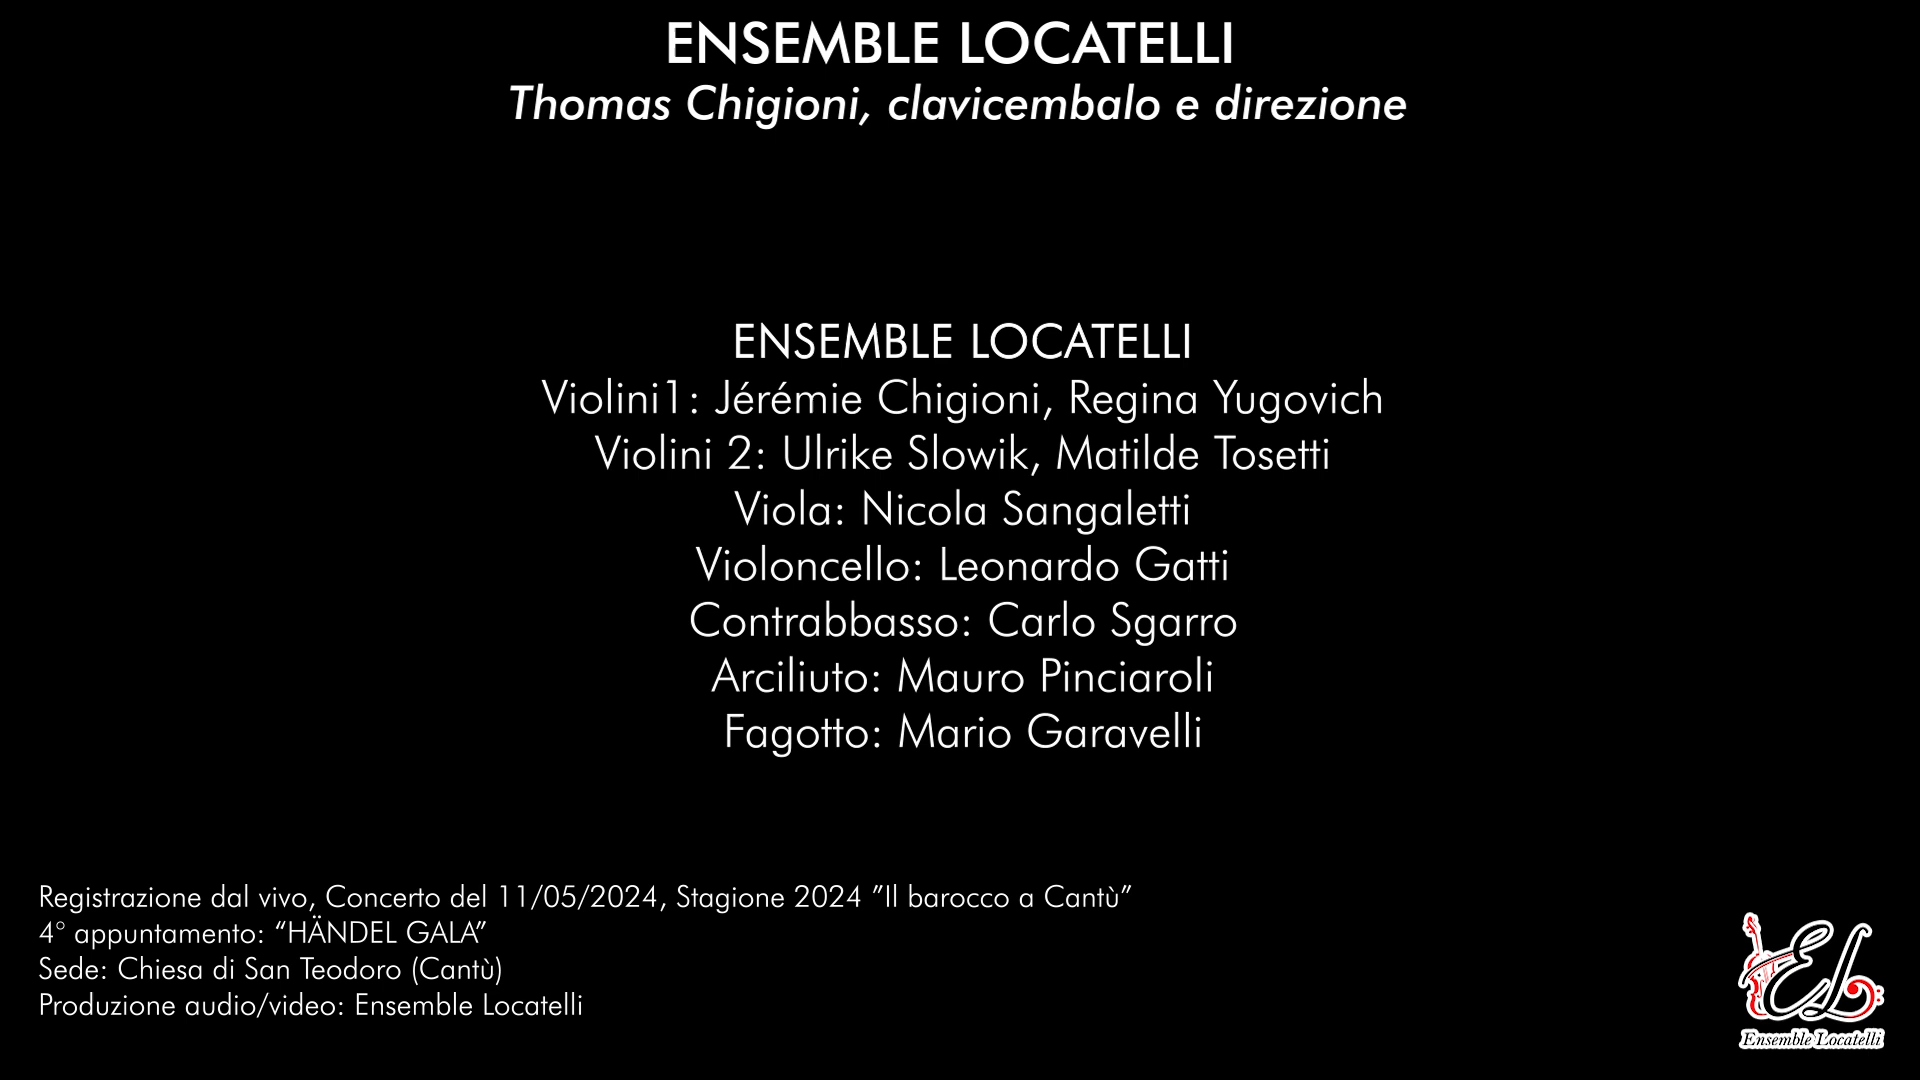 ENSEMBLE LOCATELLI
Thomas Chigioni, clavicembalo e direzione
ENSEMBLE LOCATELLI
Violini1: Jérémie Chigioni, Regina Yugovich
Violini 2: Ulrike Slowik, Matilde Tosetti
Viola: Nicola Sangaletti
Violoncello: Leonardo Gatti
Contrabbasso: Carlo Sgarro
Arciliuto: Mauro Pinciaroli
Fagotto: Mario Garavelli
Registrazione dal vivo, Concerto del 11/05/2024, Stagione 2024 ”Il barocco a Cantù”
4° appuntamento: “HÄNDEL GALA”
Sede: Chiesa di San Teodoro (Cantù)
Produzione audio/video: Ensemble Locatelli
EL
Ensemble Locatelli